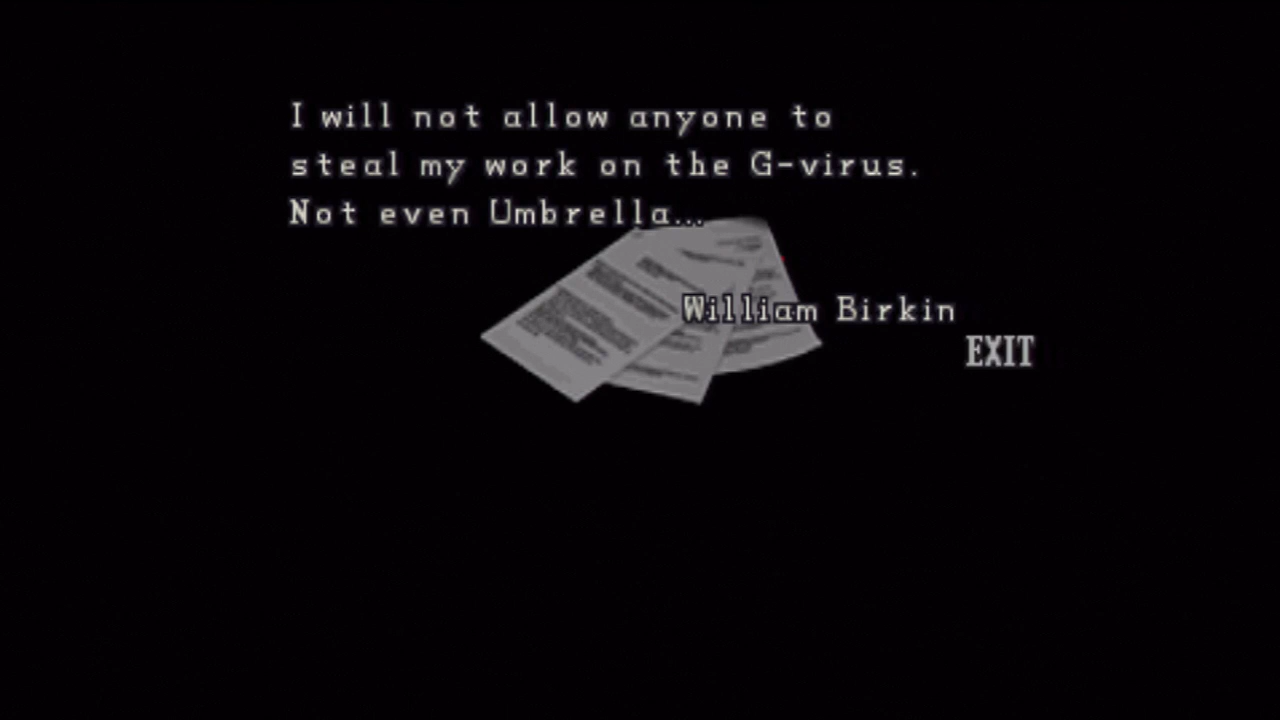 I will not allow anyone to
steal my work on the G-virus.
Not even Umbrella...
William Birkin
EXIT